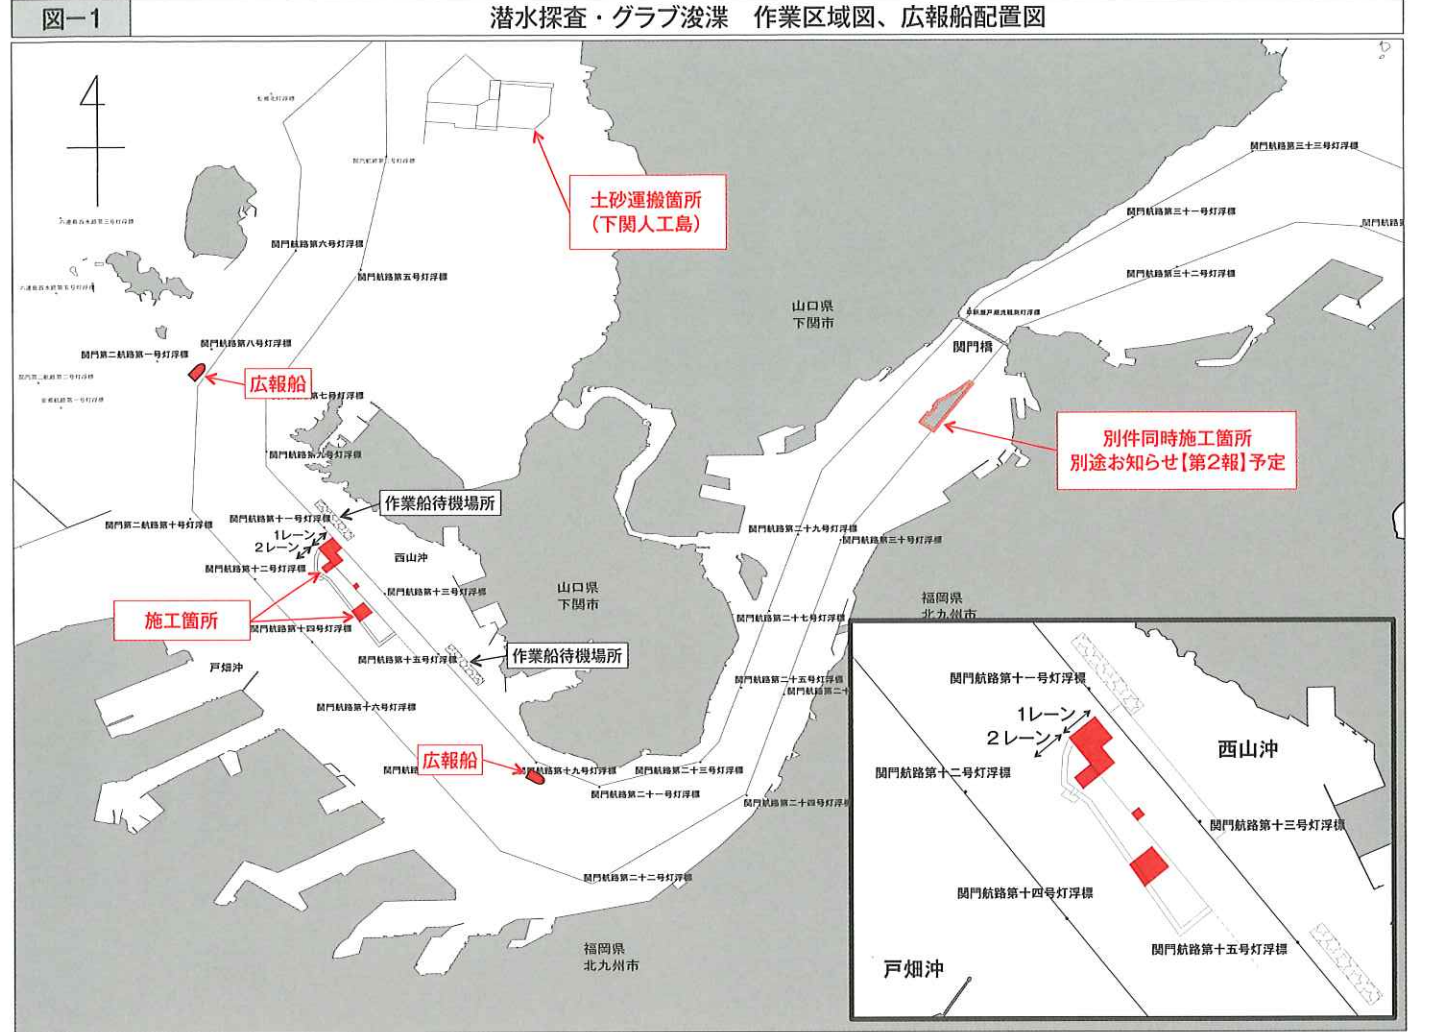 図－1
潜水探査・グラブ浚渫　作業区域図、広報船配置図
関門航路第三十三号灯浮標
土砂運搬箇所
（下関人工島）
関門航路第三十一号灯浮標
関門航路第六号灯浮標
関門航路第五号灯浮標
関門航路第三十二号灯浮標
山口県
下関市
関門橋
関門航路第八号灯浮標
関門第二航路第一号灯浮標
広報船
第七号灯浮標
別件同時施工箇所
別途お知らせ【第2報】予定
関門航路第九号灯浮標
作業船待機場所
関門第二航路第十号灯浮標
関門航路第十一号灯浮標
1レーン
2レーン
西山沖
関門航路第二十九号灯浮標
関門航路第三十号灯浮標
関門航路第十二号灯浮標
関門航路第十三号灯浮標
山口県
下関市
福岡県
北九州市
施工箇所
関門航路第十四号灯浮標
関門航路第二十七号灯浮標
関門航路第十五号灯浮標
作業船待機場所
戸畑沖
関門航路第二十五号灯浮標
関門航路第二十
関門航路第十六号灯浮標
広報船
関門航路第十九号灯浮標
関門航路第二十三号灯浮標
関門航路第二十一号灯浮標
関門航路第二十四号灯浮標
関門航路第二十二号灯浮標
福岡県
北九州市
関門航路第十一号灯浮標
1レーン
2レーン
西山沖
関門航路第十二号灯浮標
関門航路第十三号灯浮標
関門航路第十四号灯浮標
関門航路第十五号灯浮標
戸畑沖